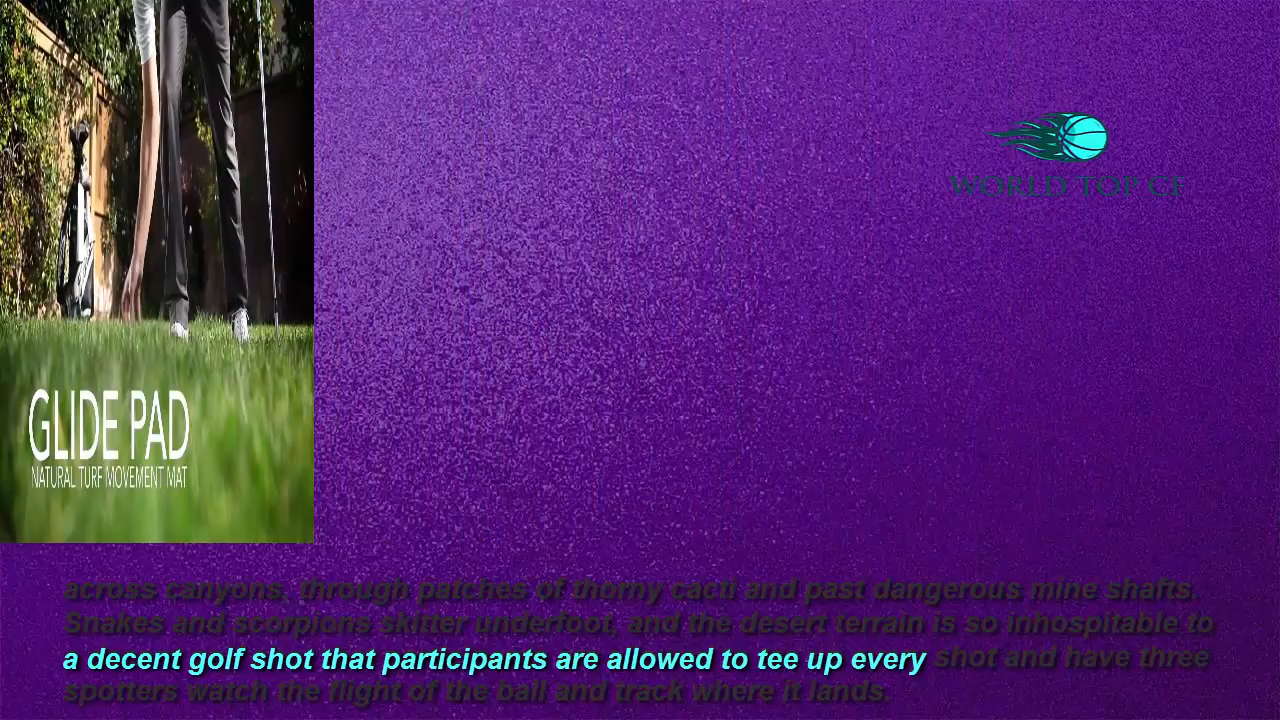 WORLD TOP CF
GLIDE PAD
NATURAL TURF MOVEMENT MAT
across canyons, through patches of thorny cacti and past dangerous mine shafts.
Snakes and scorpions skitter underfoot, and the desert terrain is so inhospitable to
a decent golf shot that participants are allowed to tee up every shot and have three
spotters watch the flight of the ball and track where it lands.